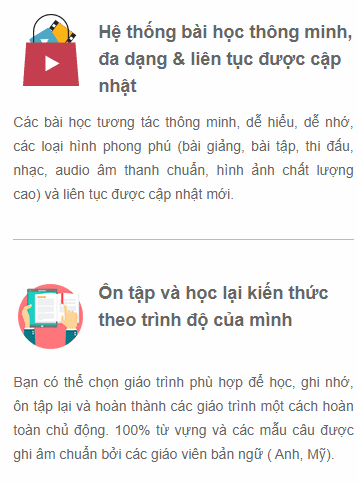 Hệ thống bài học thông minh,
đa dạng & liên tục được cập
nhật
Các bài học tương tác thông minh, dễ hiểu, dễ nhớ,
các loại hình phong phú (bài giảng, bài tập, thi đấu,
nhạc, audio âm thanh chuẩn, hình ảnh chất lượng
cao) và liên tục được cập nhật mới.
Ôn tập và học lại kiến thức
theo trình độ của mình
Bạn có thể chọn giáo trình phù hợp để học, ghi nhớ,
ôn tập lại và hoàn thành các giáo trình một cách hoàn
toàn chủ động. 100% từ vựng và các mẫu câu được
ghi âm chuẩn bởi các giáo viên bản ngữ ( Anh, Mỹ).